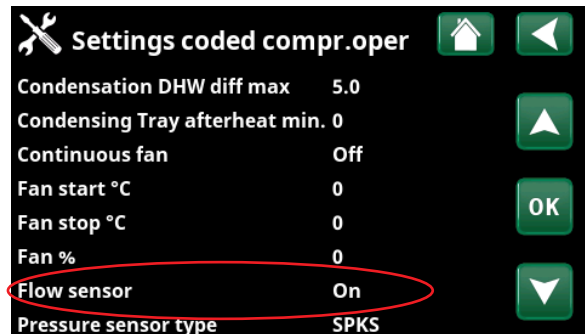 Settings coded compr.oper
Condensation DHW diff max 5.0
Condensing Tray afterheat min. 0
Continuous fan Off
Fan start °C 0
Fan stop °C 0
OK
Fan % 0
Flow sensor On
Pressure sensor type SPKS